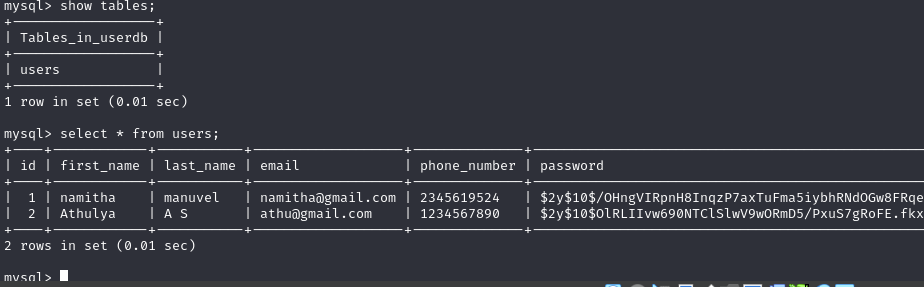 mysql> show tables;
+------------------+
| Tables_in_userdb |
+------------------+
| users            |
+------------------+
1 row in set (0.01 sec)
mysql> select * from users;
| id | first_name | last_name | email             | phone_number | password
|  1 | namitha    | manuvel   | namitha@gmail.com | 2345619524   | $2y$10$/OHngVIRpnH8InqzP7axTuFma5iybhRNdOGw8FRqe
|  2 | Athulya    | A S       | athu@gmail.com    | 1234567890   | $2y$10$OlRLIIvw690NTClSlwV9wORmD5/PxuS7gRoFE.fkx
2 rows in set (0.01 sec)
mysql>